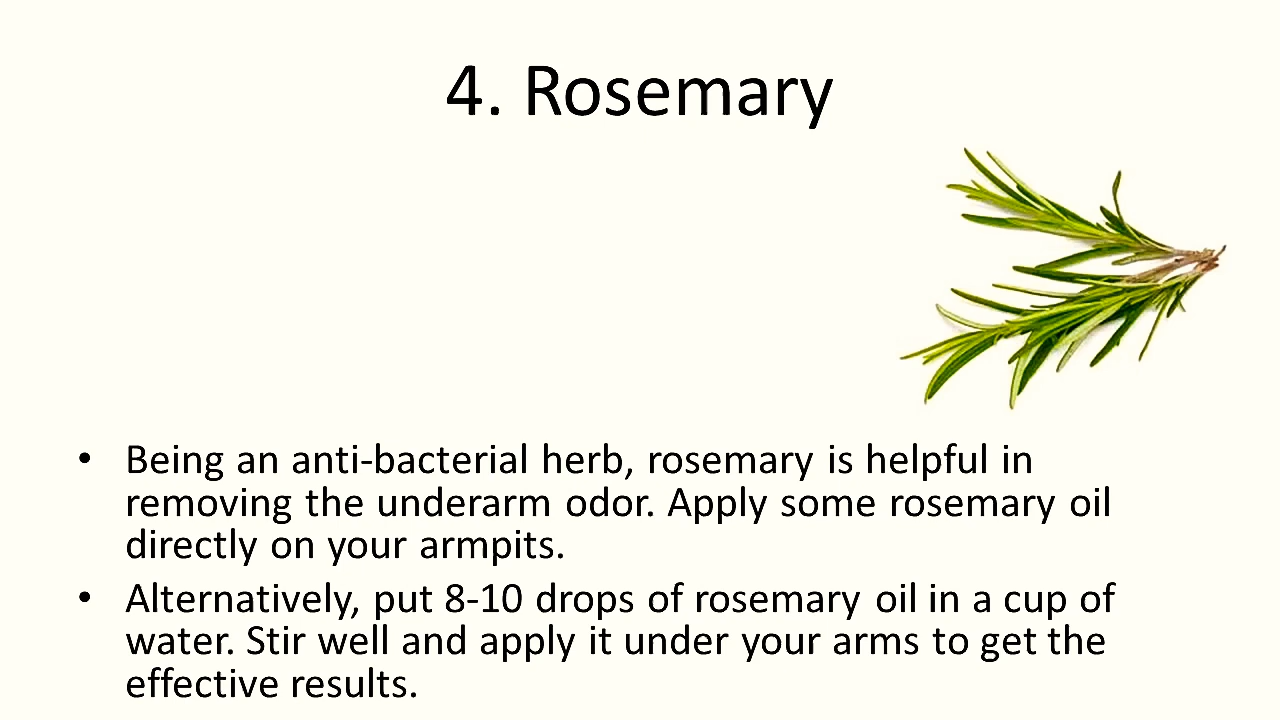 4. Rosemary
• Being an anti-bacterial herb, rosemary is helpful in
removing the underarm odor. Apply some rosemary oil
directly on your armpits.
• Alternatively, put 8-10 drops of rosemary oil in a cup of
water. Stir well and apply it under your arms to get the
effective results.